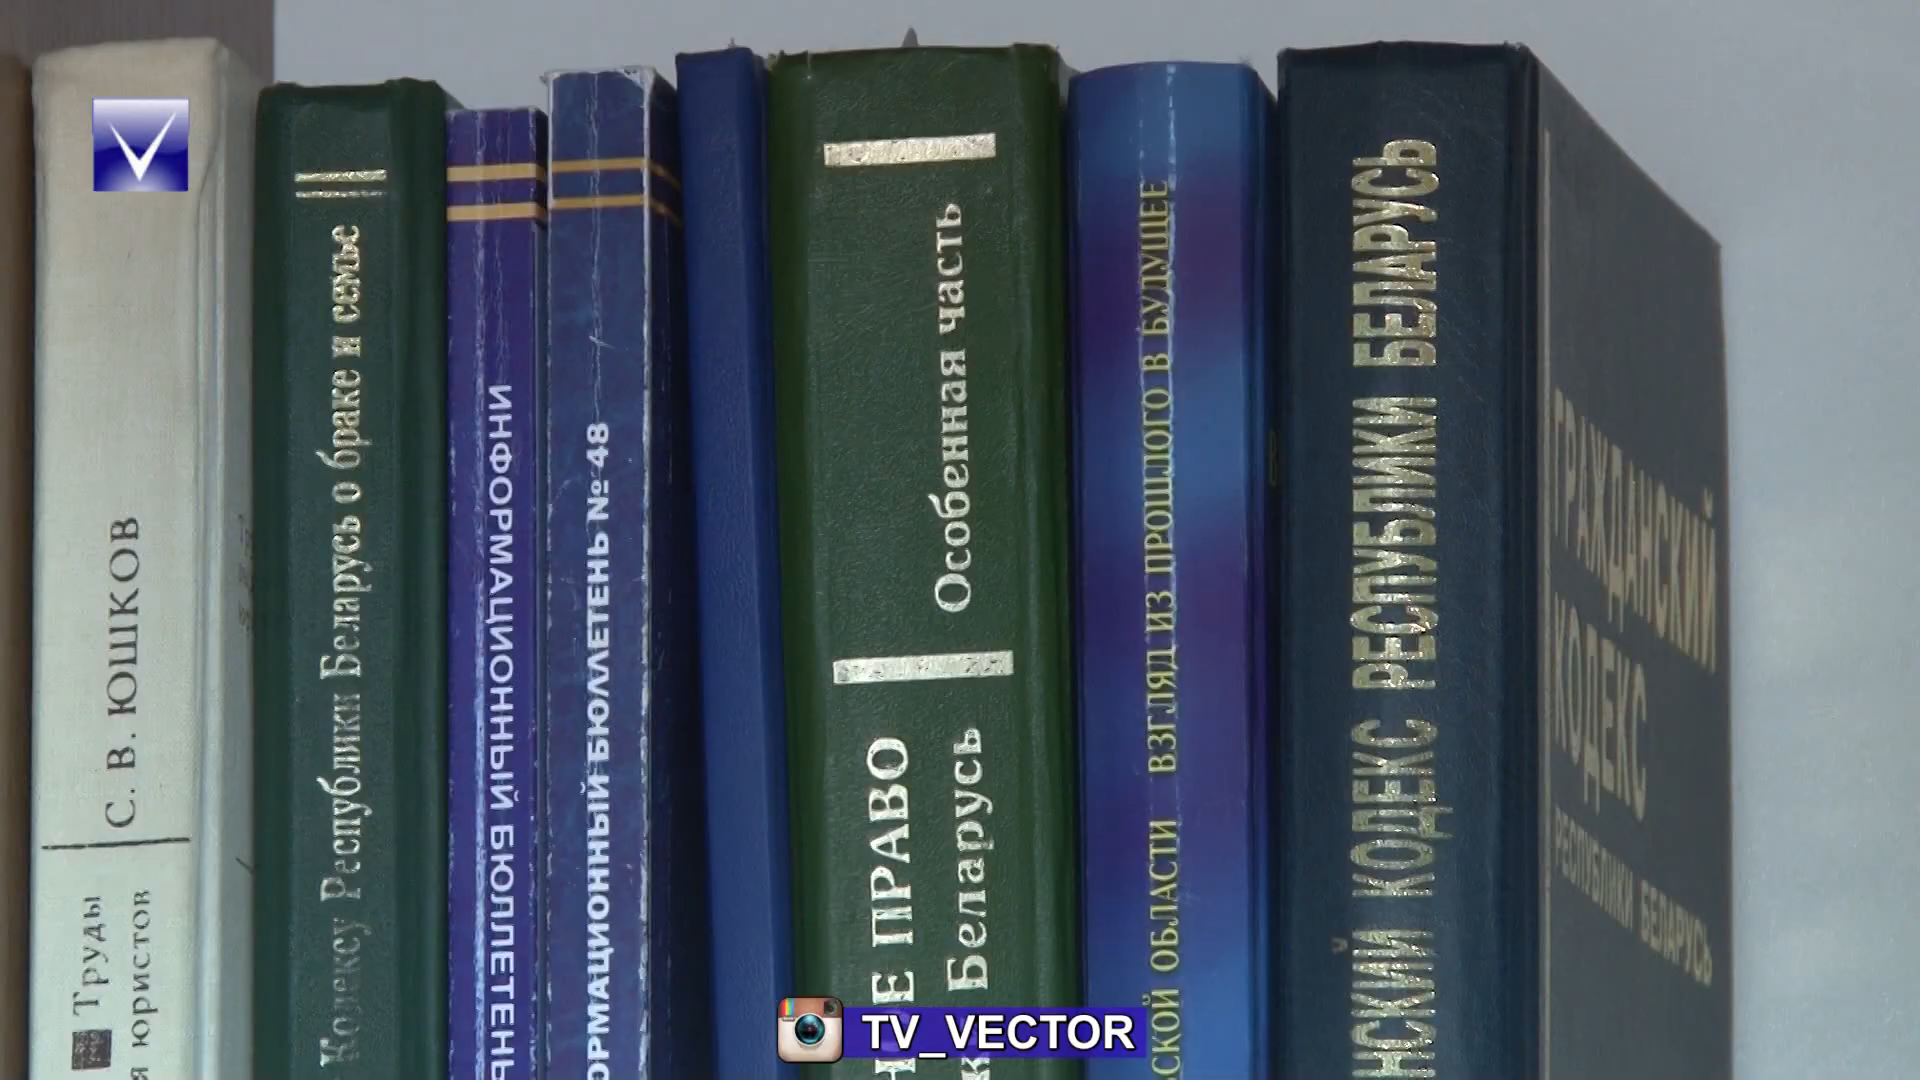 С. В. ЮШКОВ
Труды
юристов
Кодексу Республики Беларусь о браке и семье
ИНФОРМАЦИОННЫЙ БЮЛЛЕТЕНЬ
ОРМАЦИОННЫЙ БЮЛЛЕТЕНЬ № 48
НОЕ ПРАВО
Беларусь
Особенная часть
СКОЙ ОБЛАСТИ ВЗГЛЯД ИЗ ПРОШЛОГО В БУДУЩЕЕ
НСКИЙ КОДЕКС РЕСПУБЛИКИ БЕЛАРУСЬ
ГРАЖДАНСКИЙ
КОДЕКС
РЕСПУБЛИКИ БЕЛАРУСЬ
TV_VECTOR